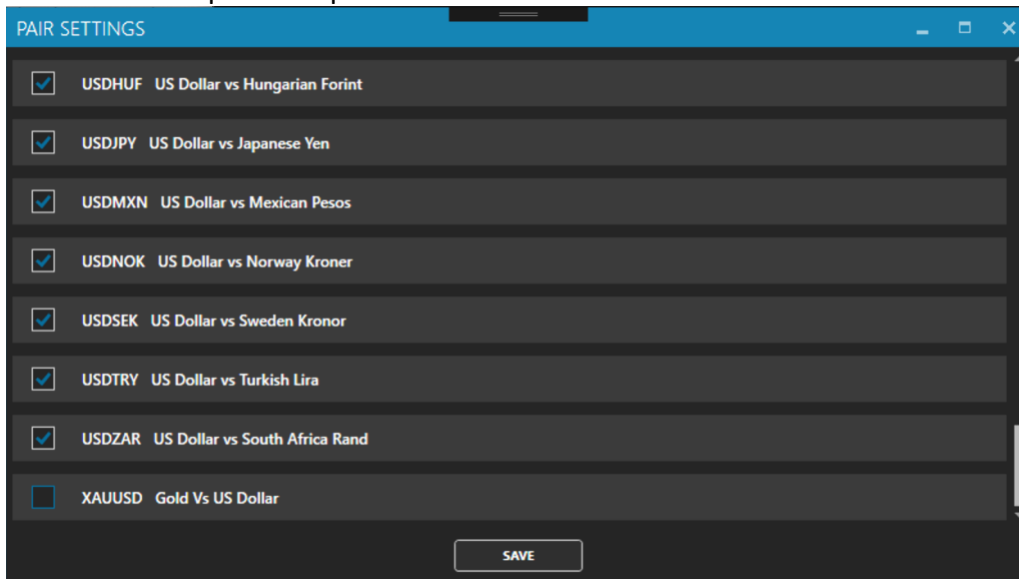 PAIR SETTINGS
USDHUF US Dollar vs Hungarian Forint
USDJPY US Dollar vs Japanese Yen
USDMXN US Dollar vs Mexican Pesos
USDNOK US Dollar vs Norway Kroner
USDSEK US Dollar vs Sweden Kronor
USDTRY US Dollar vs Turkish Lira
USDZAR US Dollar vs South Africa Rand
XAUUSD Gold Vs US Dollar
SAVE